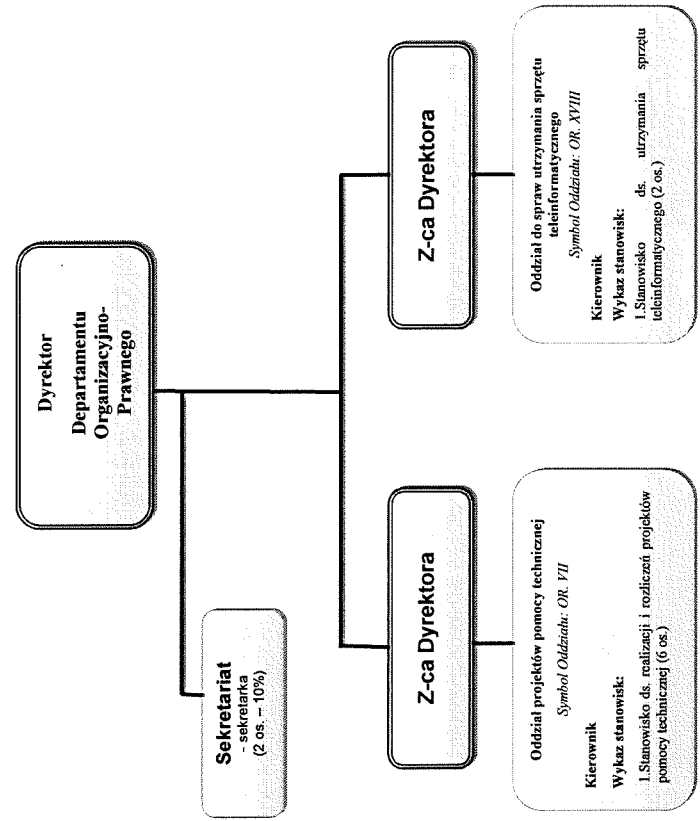 Dyrektor
Departamentu
Organizacyjno-
Prawnego
Sekretariat
- sekretarka
(2 os. – 10%)
Z-ca Dyrektora
Z-ca Dyrektora
Oddział projektów pomocy technicznej
Symbol Oddziału: OR. VII
Kierownik
Wykaz stanowisk:
1.Stanowisko ds. realizacji i rozliczeń projektów
pomocy technicznej (6 os.)
Oddział do spraw utrzymania sprzętu
teleinformatycznego
Symbol Oddziału: OR. XVIII
Kierownik
Wykaz stanowisk:
1.Stanowisko ds. utrzymania sprzętu
teleinformatycznego (2 os.)